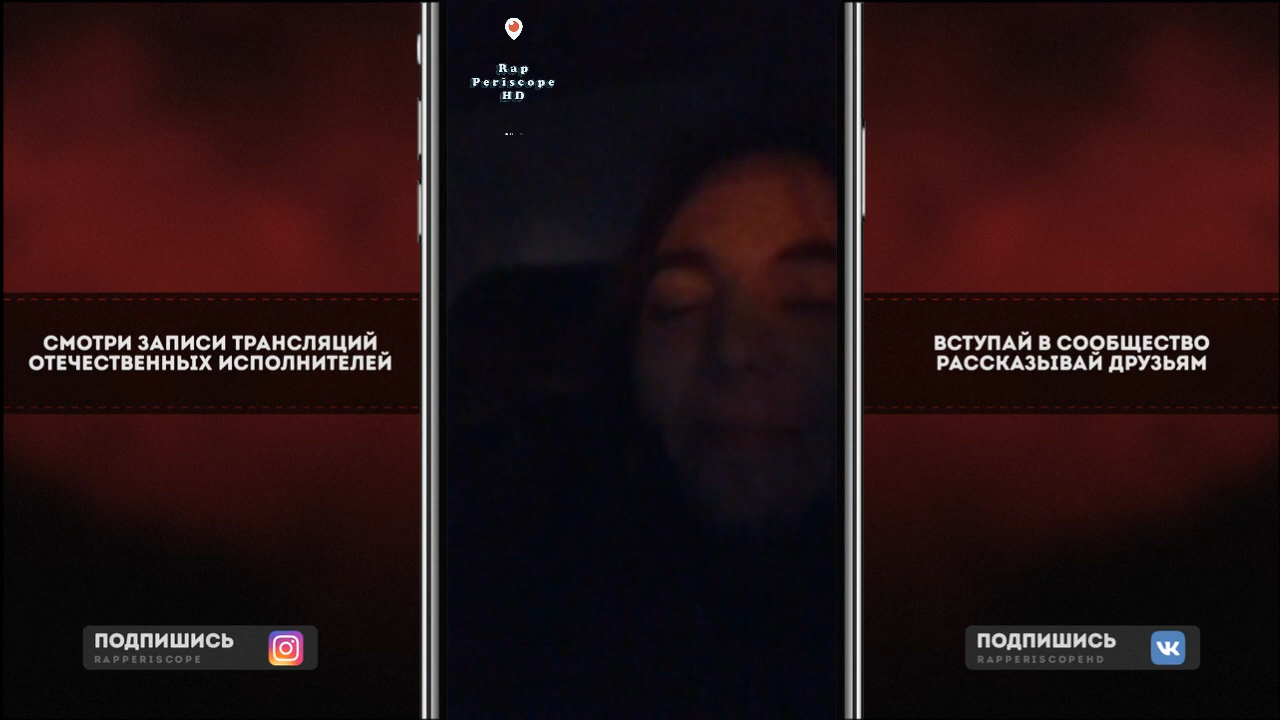 Rap
Periscope
HD
СМОТРИ ЗАПИСИ ТРАНСЛЯЦИЙ
ОТЕЧЕСТВЕННЫХ ИСПОЛНИТЕЛЕЙ
ВСТУПАЙ В СООБЩЕСТВО
РАССКАЗЫВАЙ ДРУЗЬЯМ
ПОДПИШИСЬ
RAPPERISCOPE
ПОДПИШИСЬ
RAPPERISCOPEHD